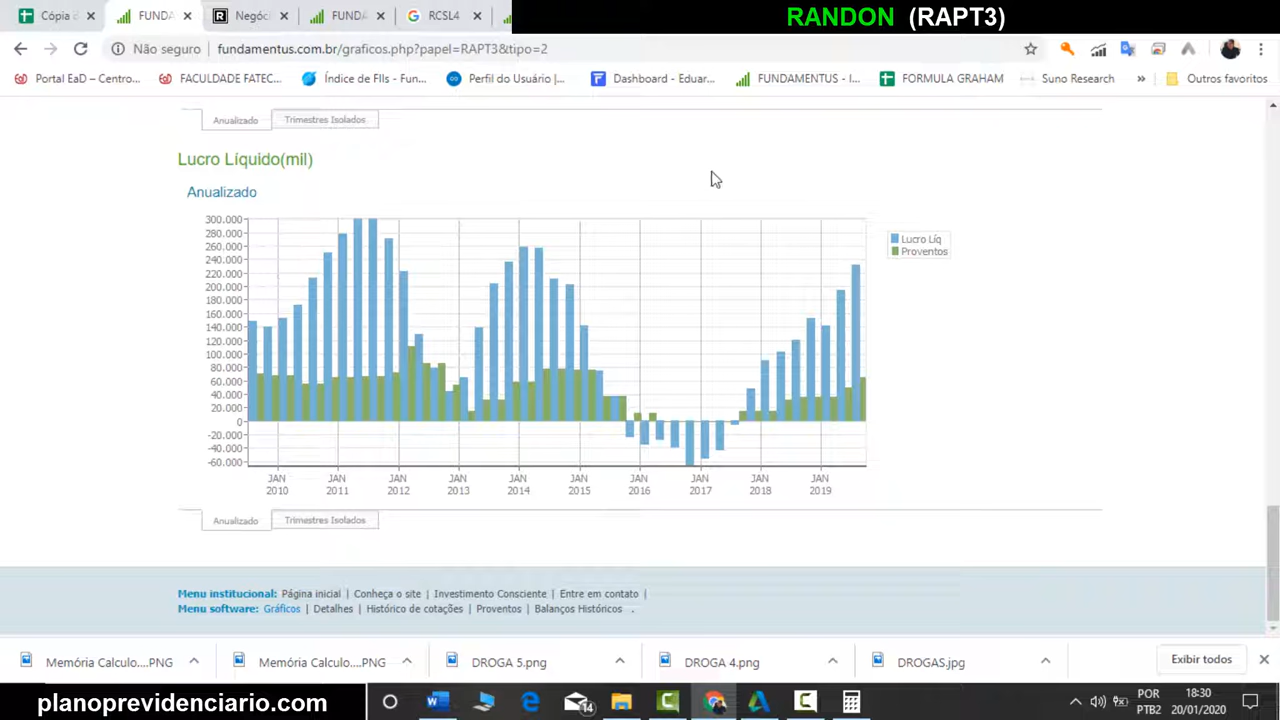 RANDON (RAPT3)
Cópia d
FUNDA
Negóc
FUNDA
RCSL4
Não seguro | fundamentus.com.br/graficos.php?papel=RAPT3&tipo=2
Portal EaD – Centro...
FACULDADE FATEC...
Índice de FIIs - Fun...
Perfil do Usuário |...
Dashboard - Eduar...
FUNDAMENTUS - I...
FORMULA GRAHAM
Suno Research
»
Outros favoritos
Anualizado
Trimestres Isolados
Lucro Líquido(mil)
Anualizado
300.000
280.000
260.000
240.000
220.000
200.000
180.000
160.000
140.000
120.000
100.000
80.000
60.000
40.000
20.000
0
-20.000
-40.000
-60.000
Lucro Líq
Proventos
JAN JAN JAN JAN JAN JAN JAN JAN JAN JAN
2010 2011 2012 2013 2014 2015 2016 2017 2018 2019
Anualizado
Trimestres Isolados
Menu institucional: Página inicial | Conheça o site | Investimento Consciente | Entre em contato |
Menu software: Gráficos | Detalhes | Histórico de cotações | Proventos | Balanços Históricos .
Memória Calculo....PNG
Memória Calculo....PNG
DROGA 5.png
DROGA 4.png
DROGAS.jpg
Exibir todos
planoprevidenciario.com
14
POR
PTB2
18:30
20/01/2020